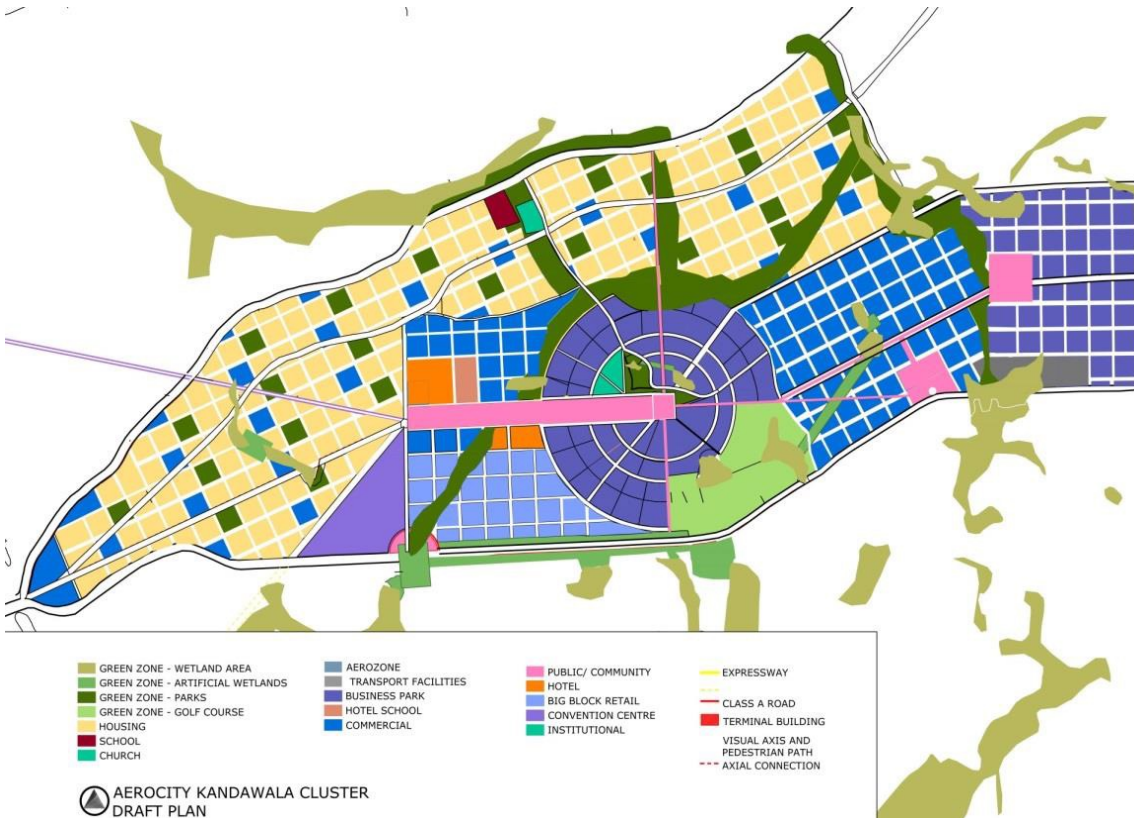 GREEN ZONE - WETLAND AREA
GREEN ZONE - ARTIFICIAL WETLANDS
GREEN ZONE - PARKS
GREEN ZONE - GOLF COURSE
HOUSING
SCHOOL
CHURCH
AEROZONE
TRANSPORT FACILITIES
BUSINESS PARK
HOTEL SCHOOL
COMMERCIAL
PUBLIC/ COMMUNITY
HOTEL
BIG BLOCK RETAIL
CONVENTION CENTRE
INSTITUTIONAL
EXPRESSWAY
CLASS A ROAD
TERMINAL BUILDING
VISUAL AXIS AND
PEDESTRIAN PATH
AXIAL CONNECTION
AEROCITY KANDAWALA CLUSTER
DRAFT PLAN